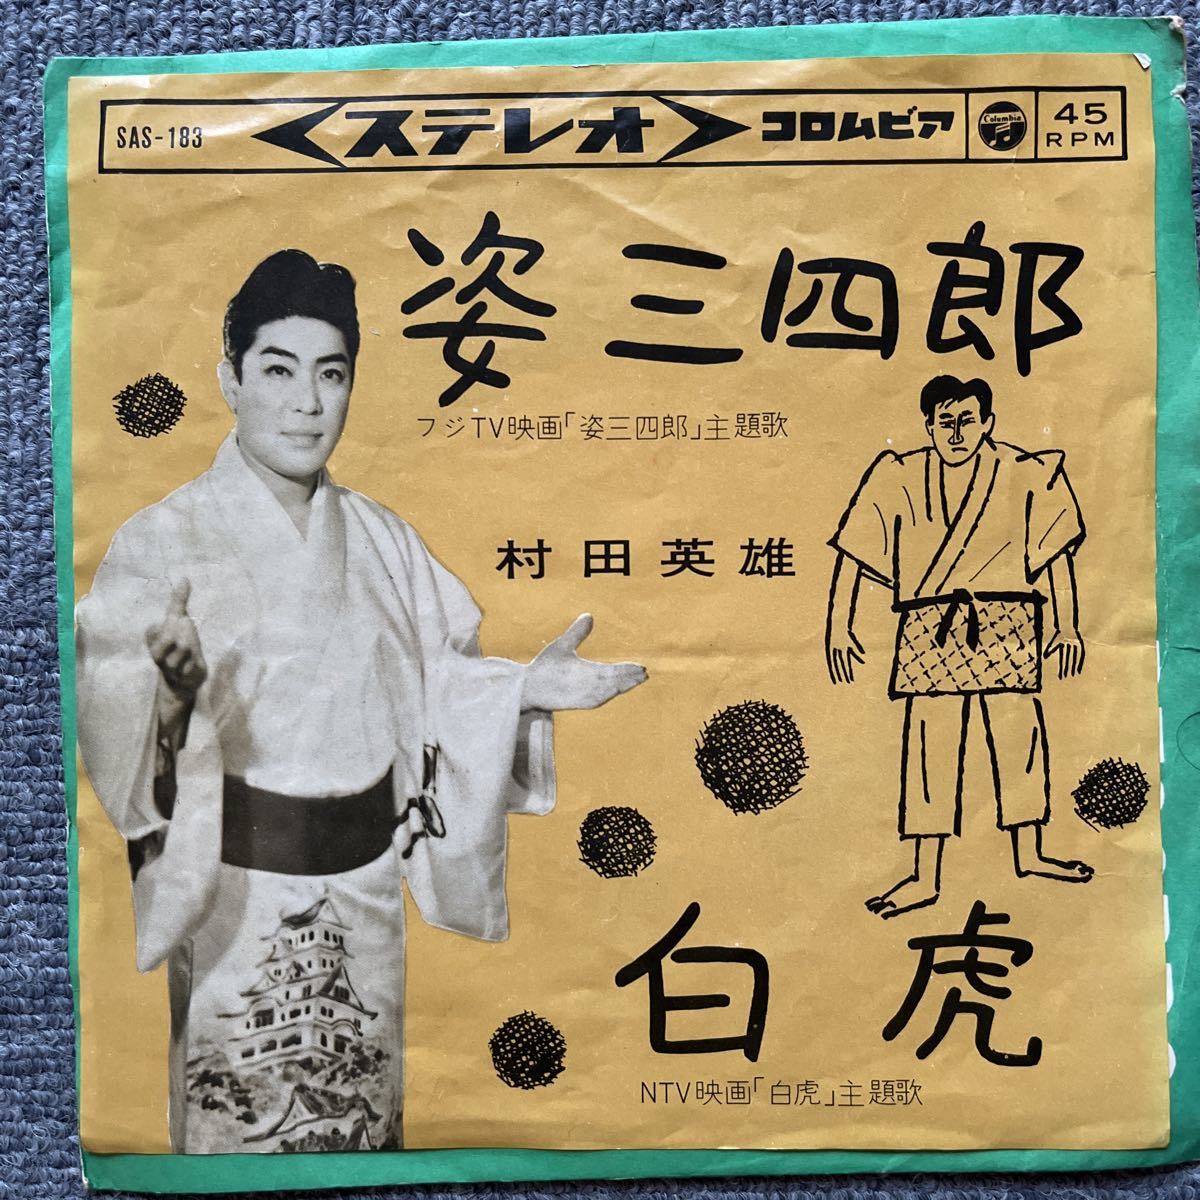 SAS-183 ステレオ コロムビア Columbia 45 RPM
姿三四郎
フジTV映画「姿三四郎」主題歌
村田英雄
白虎
NTV映画「白虎」主題歌